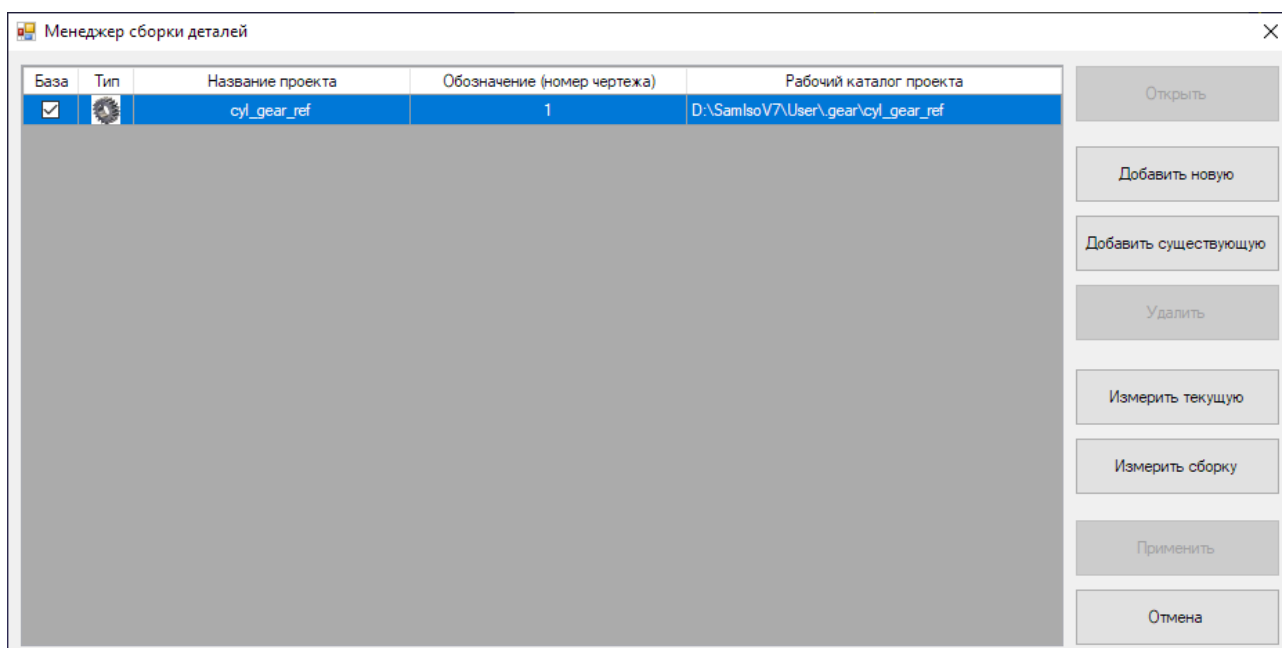 Менеджер сборки деталей
База Тип Название проекта Обозначение (номер чертежа) Рабочий каталог проекта
cyl_gear_ref 1 D:\SamIsoV7\User\.gear\cyl_gear_ref
Открыть
Добавить новую
Добавить существующую
Удалить
Измерить текущую
Измерить сборку
Применить
Отмена